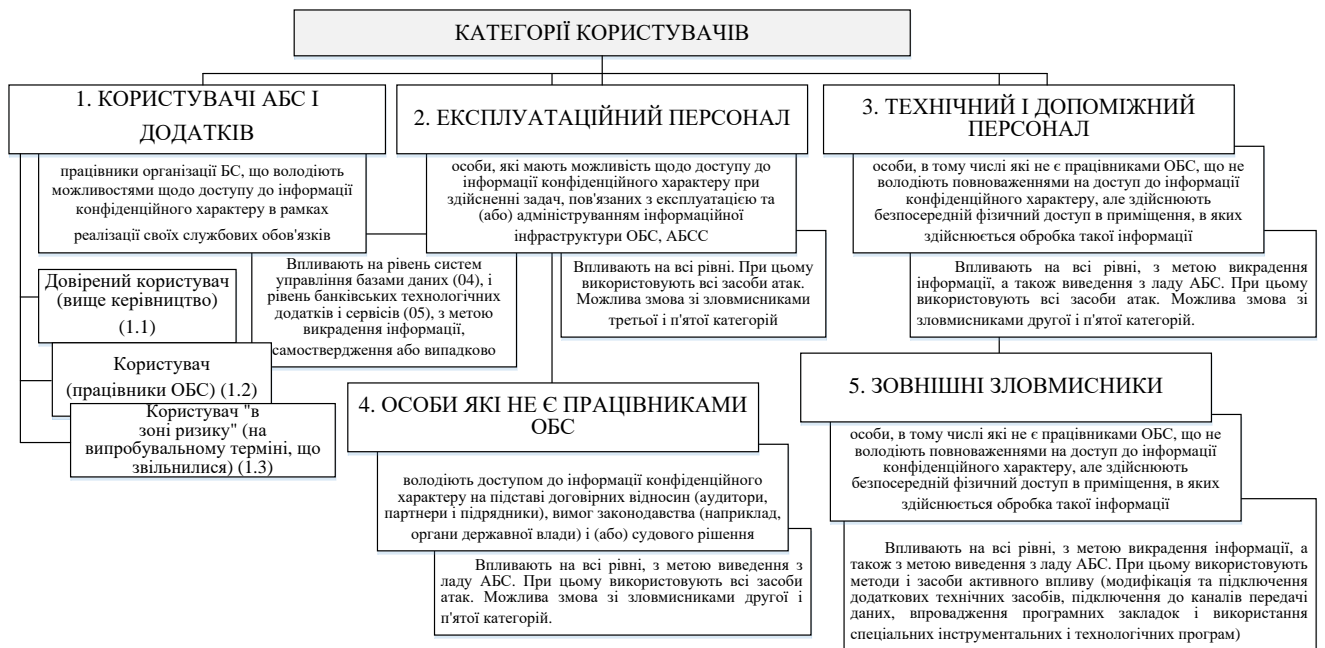 КАТЕГОРІЇ КОРИСТУВАЧІВ
1. КОРИСТУВАЧІ АБС І
ДОДАТКІВ
працівники організації БС, що володіють
можливостями щодо доступу до інформації
конфіденційного характеру в рамках
реалізації своїх службових обов'язків
Впливають на рівень систем
управління базами даних (04), і
рівень банківських технологічних
додатків і сервісів (05), з метою
викрадення інформації,
самоствердження або випадково
Довірений користувач
(вище керівництво)
(1.1)
Користувач
(працівники ОБС) (1.2)
Користувач "в
зоні ризику" (на
випробувальному терміні, що
звільнилися) (1.3)
2. ЕКСПЛУАТАЦІЙНИЙ ПЕРСОНАЛ
особи, які мають можливість щодо доступу до
інформації конфіденційного характеру при
здійсненні задач, пов'язаних з експлуатацією та
(або) адмініструванням інформаційної
інфраструктури ОБС, АБСС
Впливають на всі рівні. При цьому
використовують всі засоби атак.
Можлива змова зі зловмисниками
третьої і п'ятої категорій
3. ТЕХНІЧНИЙ І ДОПОМІЖНИЙ
ПЕРСОНАЛ
особи, в тому числі які не є працівниками ОБС, що не
володіють повноваженнями на доступ до інформації
конфіденційного характеру, але здійснюють
безпосередній фізичний доступ в приміщення, в яких
здійснюється обробка такої інформації
Впливають на всі рівні, з метою викрадення
інформації, а також виведення з ладу АБС. При цьому
використовують всі засоби атак. Можлива змова зі
зловмисниками другої і п'ятої категорій.
4. ОСОБИ ЯКІ НЕ Є ПРАЦІВНИКАМИ
ОБС
володіють доступом до інформації конфіденційного
характеру на підставі договірних відносин (аудитори,
партнери і підрядники), вимог законодавства (наприклад,
органи державної влади) і (або) судового рішення
Впливають на всі рівні, з метою виведення з
ладу АБС. При цьому використовують всі засоби
атак. Можлива змова зі зловмисниками другої і
п'ятої категорій.
5. ЗОВНІШНІ ЗЛОВМИСНИКИ
особи, в тому числі які не є працівниками ОБС, що не
володіють повноваженнями на доступ до інформації
конфіденційного характеру, але здійснюють
безпосередній фізичний доступ в приміщення, в яких
здійснюється обробка такої інформації
Впливають на всі рівні, з метою викрадення інформації, а
також з метою виведення з ладу АБС. При цьому використовують
методи і засоби активного впливу (модифікація та підключення
додаткових технічних засобів, підключення до каналів передачі
даних, впровадження програмних закладок і використання
спеціальних інструментальних і технологічних програм)